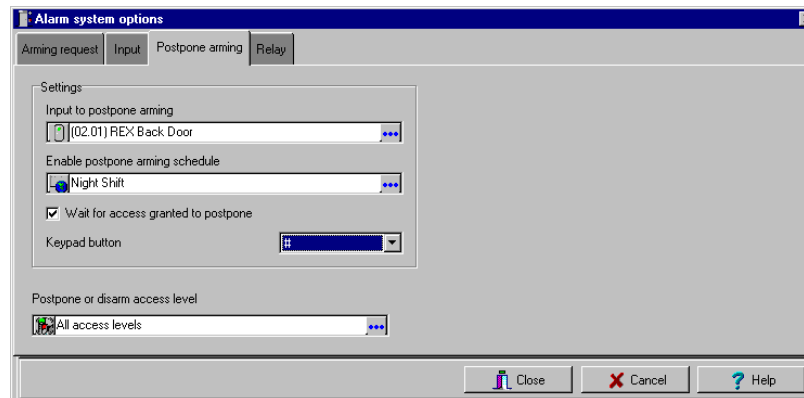 Alarm system options
Arming request Input Postpone arming Relay
Settings
Input to postpone arming
(02.01) REX Back Door
Enable postpone arming schedule
Night Shift
Wait for access granted to postpone
Keypad button #
Postpone or disarm access level
All access levels
Close Cancel ? Help